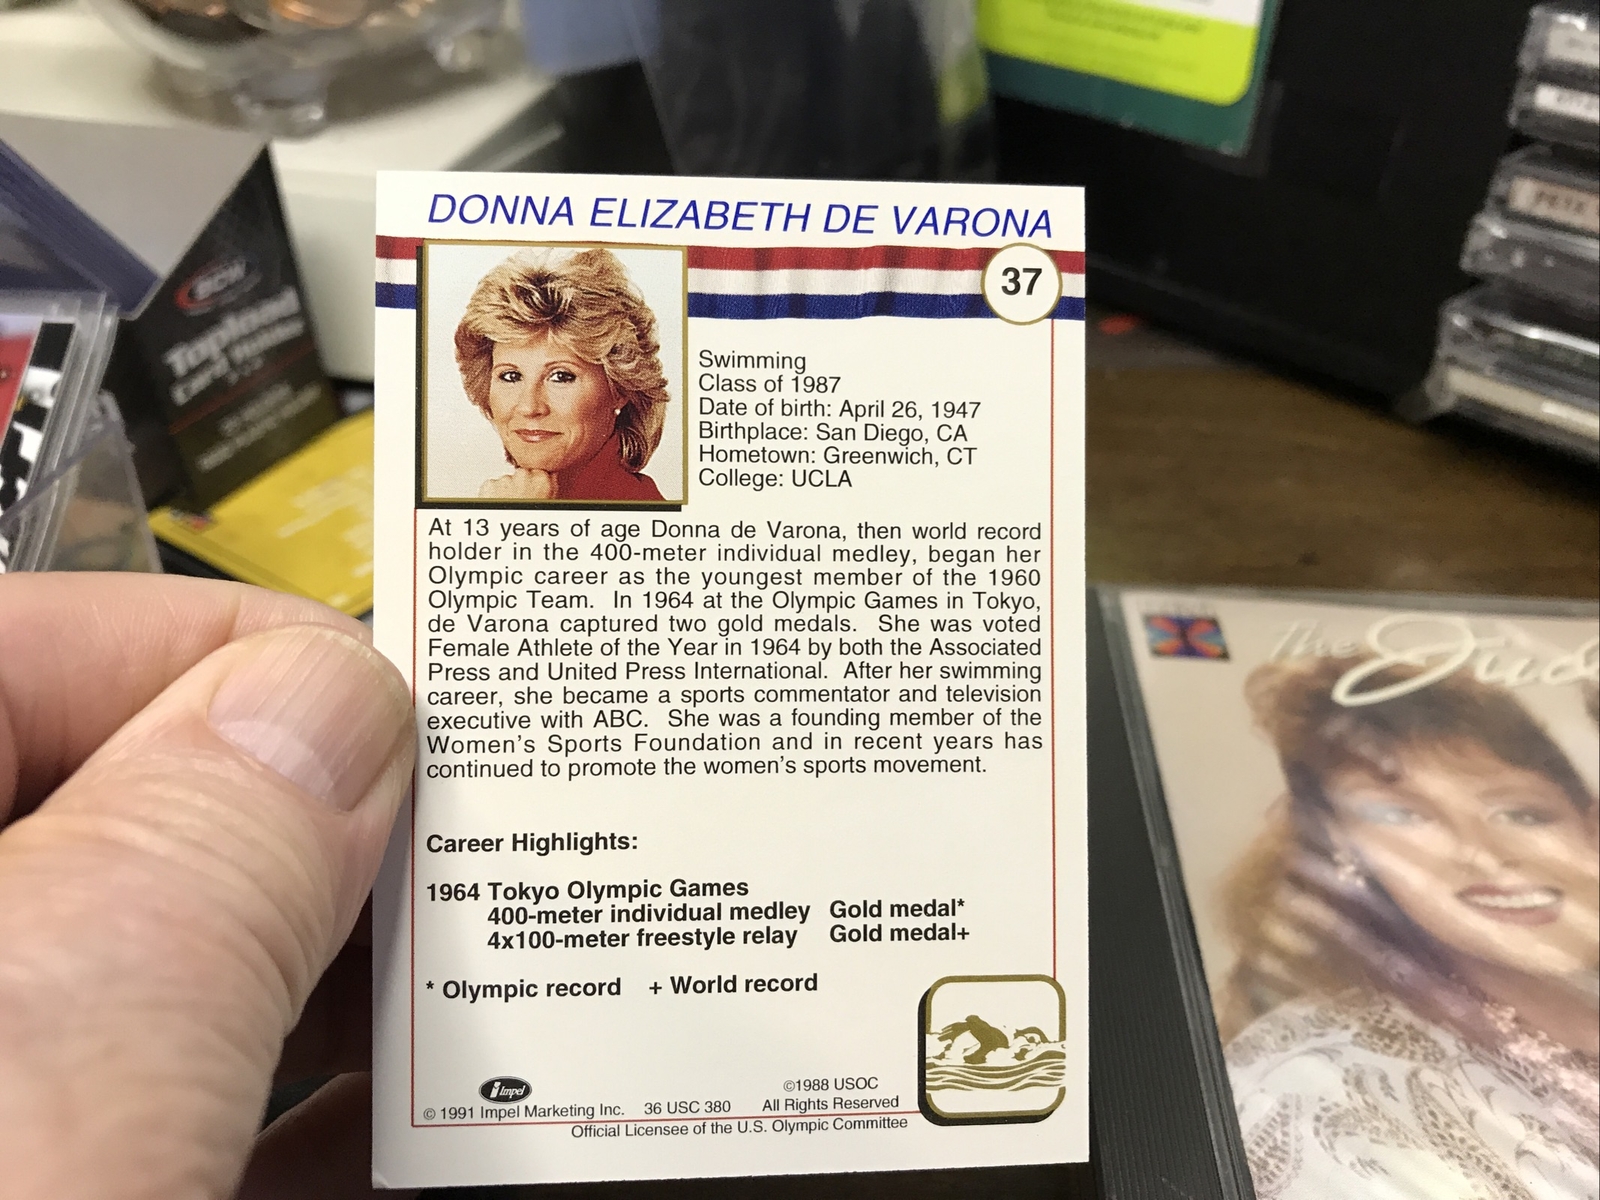 DONNA ELIZABETH DE VARONA
37
Swimming
Class of 1987
Date of birth: April 26, 1947
Birthplace: San Diego, CA
Hometown: Greenwich, CT
College: UCLA
At 13 years of age Donna de Varona, then world record
holder in the 400-meter individual medley, began her
Olympic career as the youngest member of the 1960
Olympic Team. In 1964 at the Olympic Games in Tokyo,
de Varona captured two gold medals. She was voted
Female Athlete of the Year in 1964 by both the Associated
Press and United Press International. After her swimming
career, she became a sports commentator and television
executive with ABC. She was a founding member of the
Women's Sports Foundation and in recent years has
continued to promote the women's sports movement.
Career Highlights:
1964 Tokyo Olympic Games
400-meter individual medley Gold medal*
4x100-meter freestyle relay Gold medal+
* Olympic record + World record
Impel
©1988 USOC
© 1991 Impel Marketing Inc. 36 USC 380 All Rights Reserved
Official Licensee of the U.S. Olympic Committee
BCW
Topload
Card Holder
The
PETE